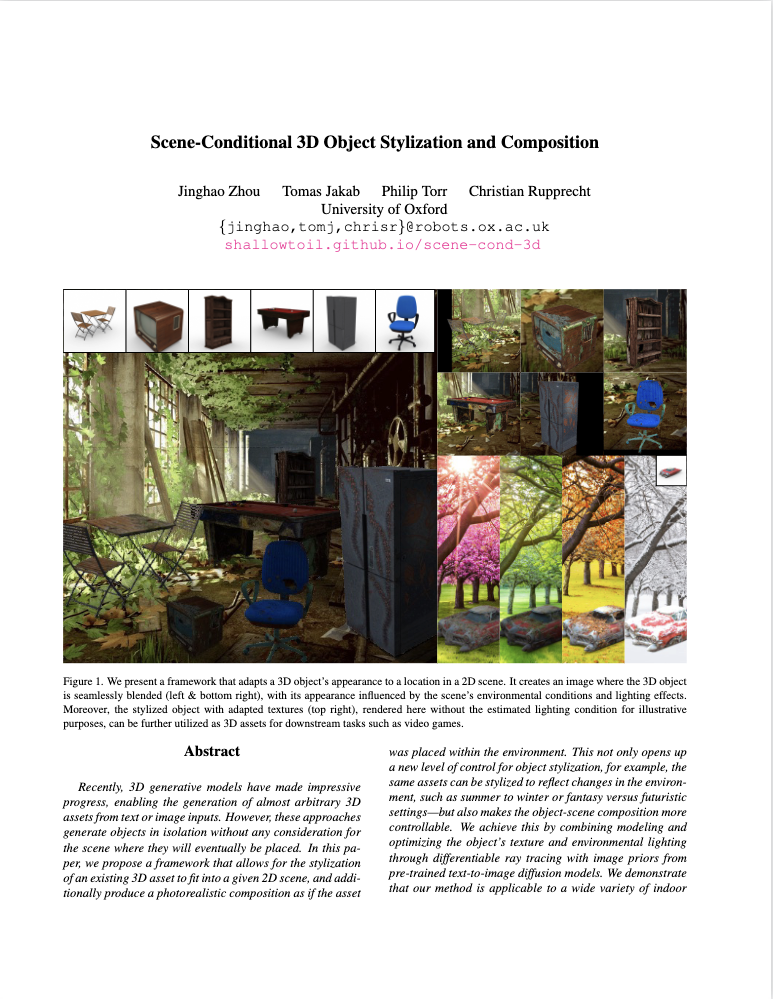 Scene-Conditional 3D Object Stylization and Composition
Jinghao Zhou Tomas Jakab Philip Torr Christian Rupprecht
University of Oxford
{jinghao,tomj,chrisr}@robots.ox.ac.uk
shallowtoil.github.io/scene-cond-3d
Figure 1. We present a framework that adapts a 3D object's appearance to a location in a 2D scene. It creates an image where the 3D object
is seamlessly blended (left & bottom right), with its appearance influenced by the scene's environmental conditions and lighting effects.
Moreover, the stylized object with adapted textures (top right), rendered here without the estimated lighting condition for illustrative
purposes, can be further utilized as 3D assets for downstream tasks such as video games.
Abstract
Recently, 3D generative models have made impressive
progress, enabling the generation of almost arbitrary 3D
assets from text or image inputs. However, these approaches
generate objects in isolation without any consideration for
the scene where they will eventually be placed. In this pa-
per, we propose a framework that allows for the stylization
of an existing 3D asset to fit into a given 2D scene, and addi-
tionally produce a photorealistic composition as if the asset
was placed within the environment. This not only opens up
a new level of control for object stylization, for example, the
same assets can be stylized to reflect changes in the environ-
ment, such as summer to winter or fantasy versus futuristic
settings—but also makes the object-scene composition more
controllable. We achieve this by combining modeling and
optimizing the object's texture and environmental lighting
through differentiable ray tracing with image priors from
pre-trained text-to-image diffusion models. We demonstrate
that our method is applicable to a wide variety of indoor